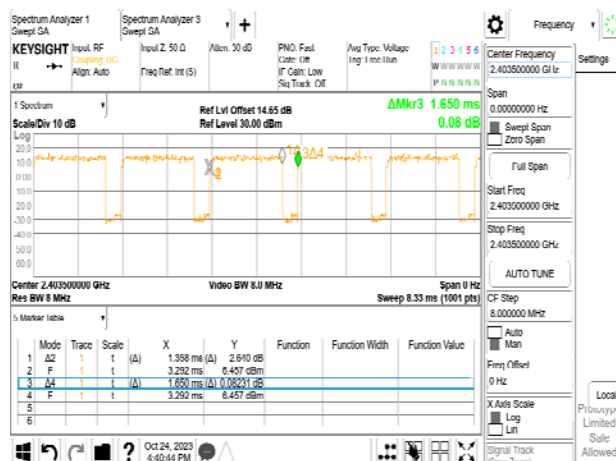 Spectrum Analyzer 1
Swept SA
Spectrum Analyzer 3
Swept SA
+
Frequency
KEYSIGHT
R
Input RF
Coupling: DC
Align: Auto
Input Z: 50 Ω
Freq Ref: Int (S)
Atten: 30 dB
PNO: Fast
Gate: Off
IF Gain: Low
Sig Track: Off
Avg Type: Voltage
Trig: Free Run
1 2 3 4 5 6
W W W W W W
P N N N N N
1 Spectrum
Scale/Div 10 dB
Log
Ref Lvl Offset 14.65 dB
Ref Level 30.00 dBm
ΔMkr3 1.650 ms
0.08 dB
20.0
10.0
0.00
10.0
20.0
-30.0
-40.0
50.0
60.0
3Δ4
Center 2.403500000 GHz
Res BW 8 MHz
Video BW 8.0 MHz
Span 0 Hz
Sweep 8.33 ms (1001 pts)
5 Marker Table
Mode Trace Scale X Y Function Function Width Function Value
1 Δ2 1 t (Δ) 1.358 ms (Δ) 2.640 dB
2 F 1 t 3.292 ms 6.457 dBm
3 Δ4 1 t (Δ) 1.650 ms (Δ) 0.08231 dB
4 F 1 t 3.292 ms 6.457 dBm
5
6
?
Oct 24, 2023
4:40:44 PM
Center Frequency
2.403500000 GHz
Settings
Span
0.00000000 Hz
Swept Span
Zero Span
Full Span
Start Freq
2.403500000 GHz
Stop Freq
2.403500000 GHz
AUTO TUNE
CF Step
8.000000 MHz
Auto
Man
Freq Offset
0 Hz
X Axis Scale
Log
Lin
Signal Track
Local
Prototype
Limited
Sale
Allowed